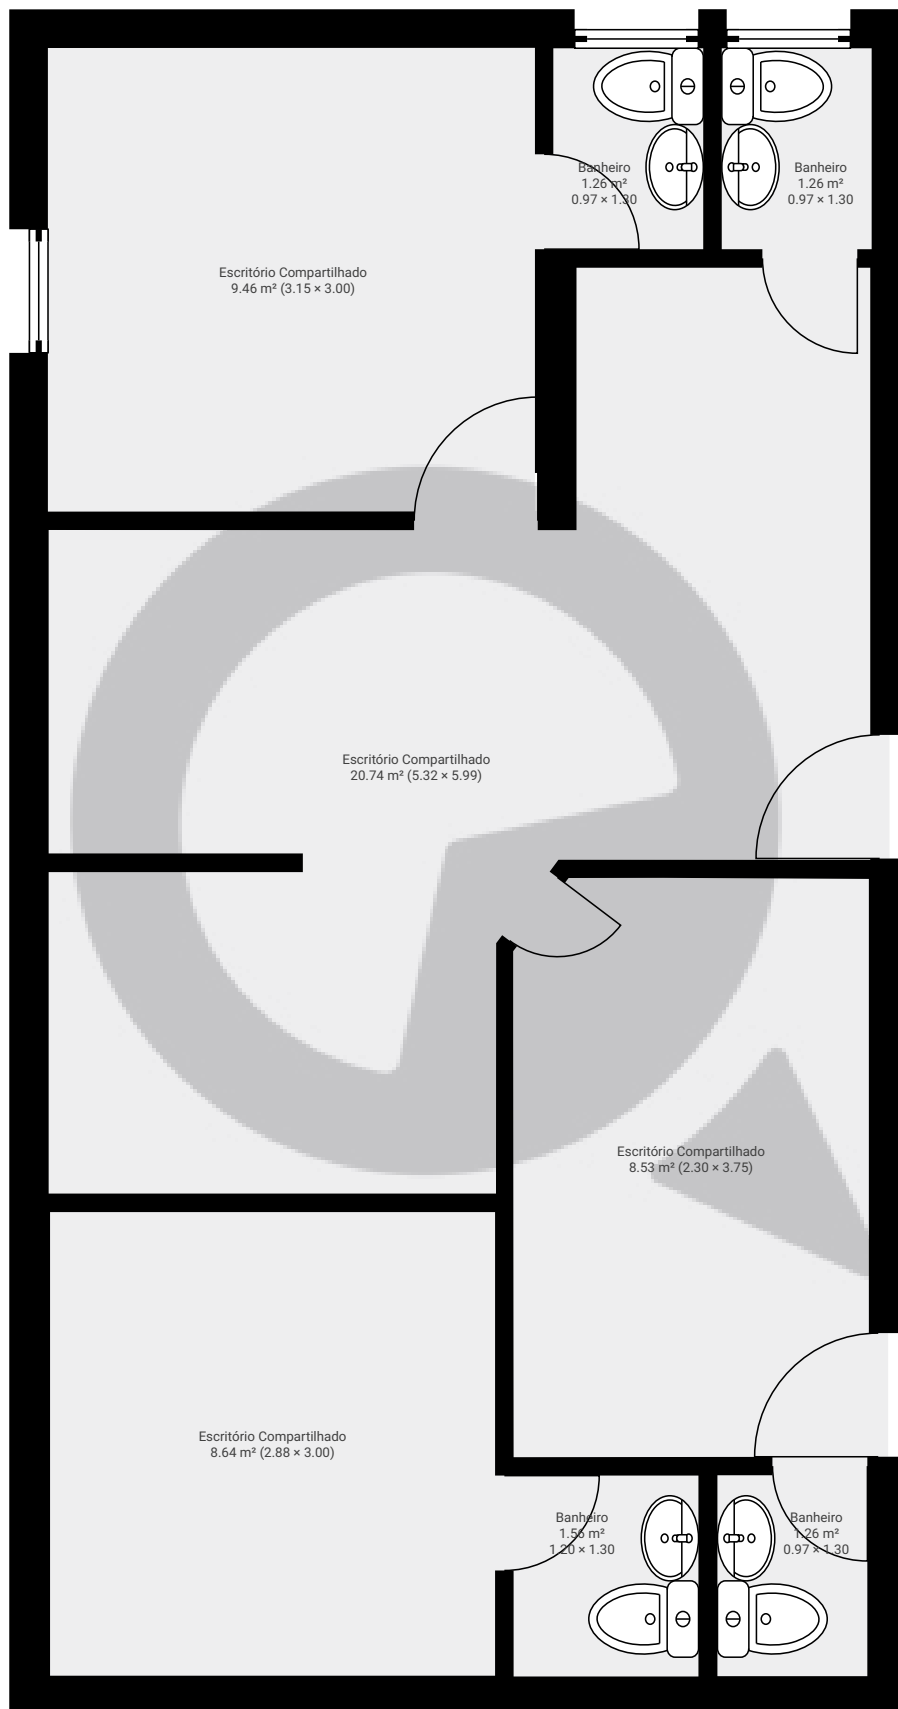 Banheiro
1.26 m²
0.97 × 1.30
Banheiro
1.26 m²
0.97 × 1.30
Escritório Compartilhado
9.46 m² (3.15 × 3.00)
Escritório Compartilhado
20.74 m² (5.32 × 5.99)
Escritório Compartilhado
8.53 m² (2.30 × 3.75)
Escritório Compartilhado
8.64 m² (2.88 × 3.00)
Banheiro
1.56 m²
1.20 × 1.30
Banheiro
1.26 m²
0.97 × 1.30